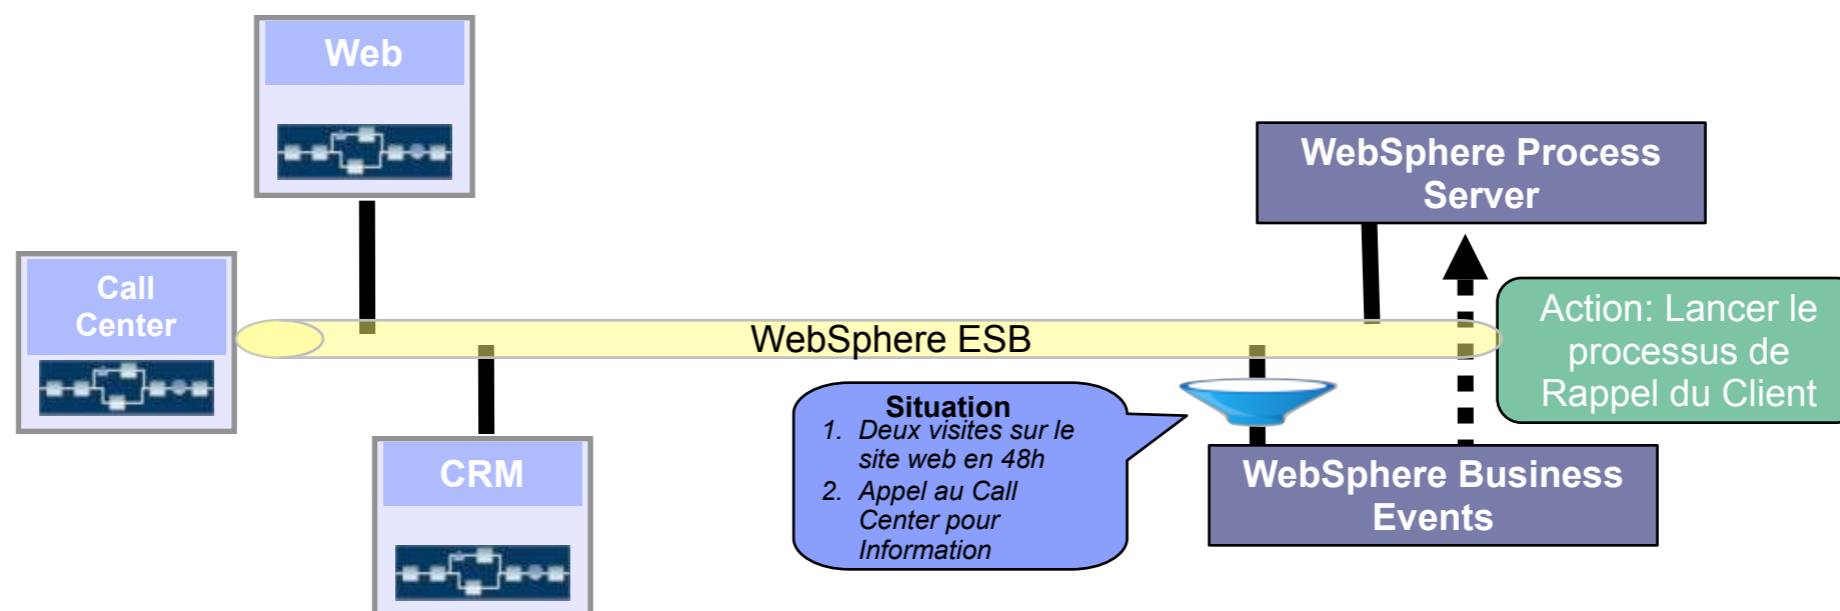 Web
Call
Center
CRM
WebSphere ESB
WebSphere Process
Server
Action: Lancer le
processus de
Rappel du Client
Situation
1. Deux visites sur le
site web en 48h
2. Appel au Call
Center pour
Information
WebSphere Business
Events